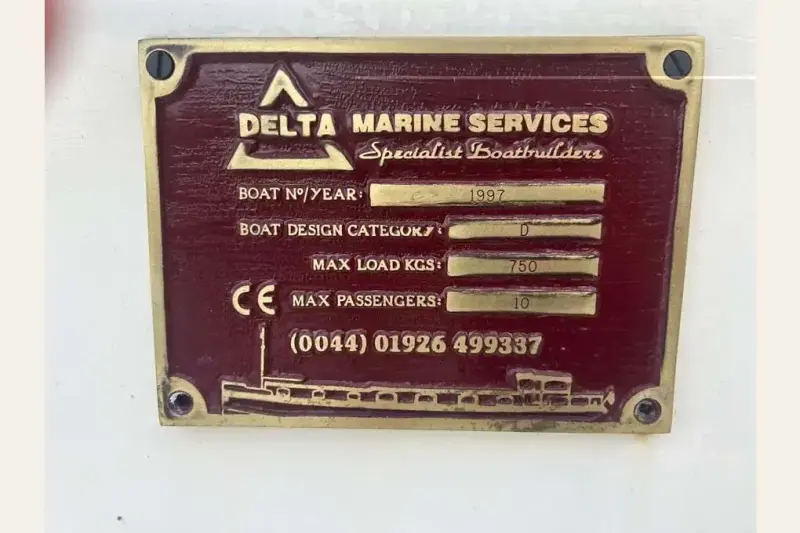 DELTA MARINE SERVICES
Specialist Boatbuilders
BOAT Nº/YEAR: 1997
BOAT DESIGN CATEGORY: D
MAX LOAD KGS: 750
CE MAX PASSENGERS: 10
(0044) 01926 499337